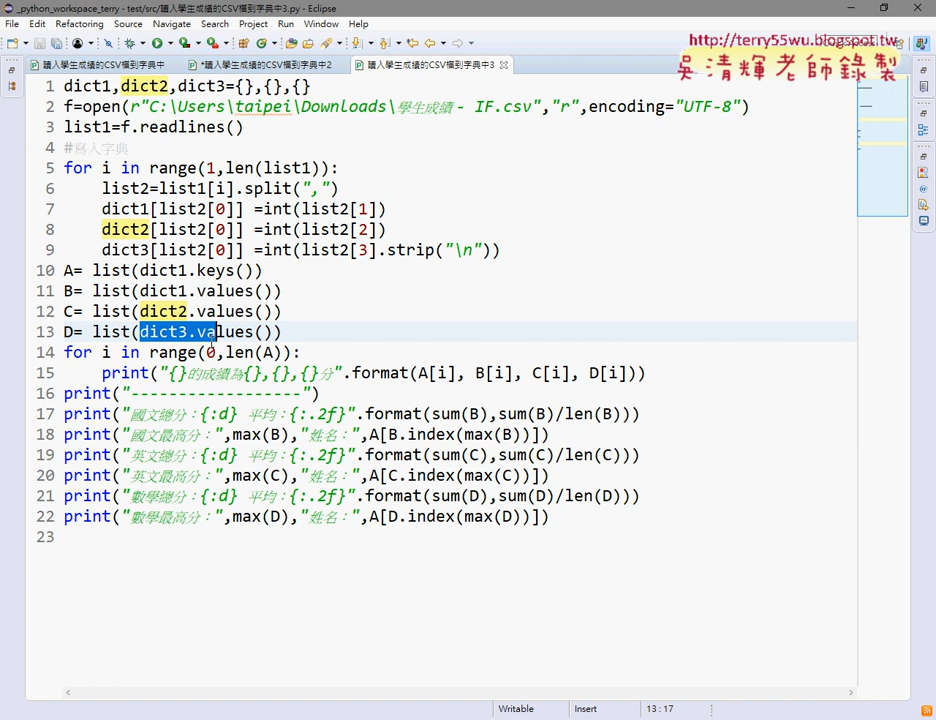 _python_workspace_terry - test/src/讀入學生成績的CSV檔到字典中3.py - Eclipse
File Edit Refactoring Source Navigate Search Project Run Window Help
http://terry55wu.blogspot.tw
吳清輝老師錄製
讀入學生成績的CSV檔到字典中 *讀入學生成績的CSV檔到字典中2 讀入學生成績的CSV檔到字典中3
1 dict1,dict2,dict3={},{},{}
2 f=open(r"C:\Users\taipei\Downloads\學生成績 - IF.csv","r",encoding="UTF-8")
3 list1=f.readlines()
4 #寫入字典
5 for i in range(1,len(list1)):
6 list2=list1[i].split(",")
7 dict1[list2[0]] =int(list2[1])
8 dict2[list2[0]] =int(list2[2])
9 dict3[list2[0]] =int(list2[3].strip("\n"))
10 A= list(dict1.keys())
11 B= list(dict1.values())
12 C= list(dict2.values())
13 D= list(dict3.values())
14 for i in range(0,len(A)):
15 print("{}的成績為{},{},{}分".format(A[i], B[i], C[i], D[i]))
16 print("------------------")
17 print("國文總分：{:d} 平均：{:.2f}".format(sum(B),sum(B)/len(B)))
18 print("國文最高分：",max(B),"姓名：",A[B.index(max(B))])
19 print("英文總分：{:d} 平均：{:.2f}".format(sum(C),sum(C)/len(C)))
20 print("英文最高分：",max(C),"姓名：",A[C.index(max(C))])
21 print("數學總分：{:d} 平均：{:.2f}".format(sum(D),sum(D)/len(D)))
22 print("數學最高分：",max(D),"姓名：",A[D.index(max(D))])
23
Writable Insert 13 : 17